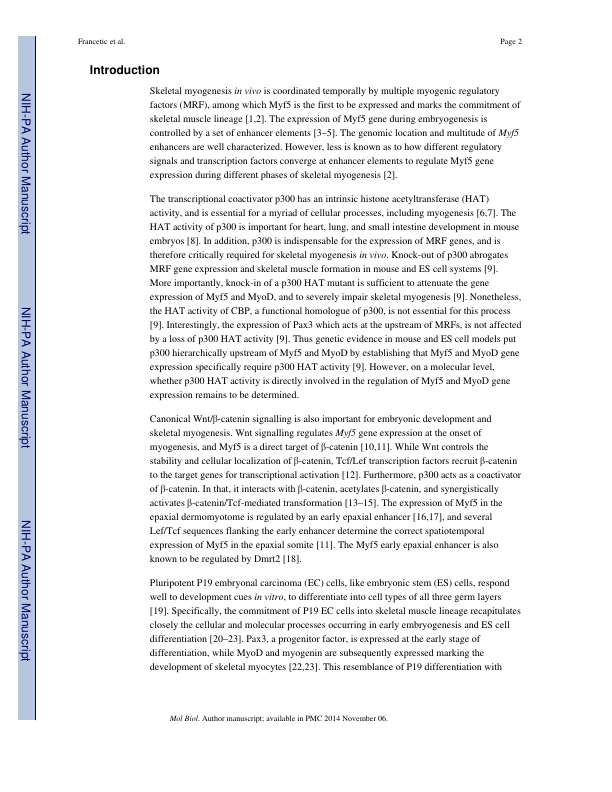 Francetic et al.
Page 2
NIH-PA Author Manuscript
NIH-PA Author Manuscript
NIH-PA Author Manuscript
Introduction
Skeletal myogenesis in vivo is coordinated temporally by multiple myogenic regulatory
factors (MRF), among which Myf5 is the first to be expressed and marks the commitment of
skeletal muscle lineage [1,2]. The expression of Myf5 gene during embryogenesis is
controlled by a set of enhancer elements [3–5]. The genomic location and multitude of Myf5
enhancers are well characterized. However, less is known as to how different regulatory
signals and transcription factors converge at enhancer elements to regulate Myf5 gene
expression during different phases of skeletal myogenesis [2].
The transcriptional coactivator p300 has an intrinsic histone acetyltransferase (HAT)
activity, and is essential for a myriad of cellular processes, including myogenesis [6,7]. The
HAT activity of p300 is important for heart, lung, and small intestine development in mouse
embryos [8]. In addition, p300 is indispensable for the expression of MRF genes, and is
therefore critically required for skeletal myogenesis in vivo. Knock-out of p300 abrogates
MRF gene expression and skeletal muscle formation in mouse and ES cell systems [9].
More importantly, knock-in of a p300 HAT mutant is sufficient to attenuate the gene
expression of Myf5 and MyoD, and to severely impair skeletal myogenesis [9]. Nonetheless,
the HAT activity of CBP, a functional homologue of p300, is not essential for this process
[9]. Interestingly, the expression of Pax3 which acts at the upstream of MRFs, is not affected
by a loss of p300 HAT activity [9]. Thus genetic evidence in mouse and ES cell models put
p300 hierarchically upstream of Myf5 and MyoD by establishing that Myf5 and MyoD gene
expression specifically require p300 HAT activity [9]. However, on a molecular level,
whether p300 HAT activity is directly involved in the regulation of Myf5 and MyoD gene
expression remains to be determined.
Canonical Wnt/β-catenin signalling is also important for embryonic development and
skeletal myogenesis. Wnt signalling regulates Myf5 gene expression at the onset of
myogenesis, and Myf5 is a direct target of β-catenin [10,11]. While Wnt controls the
stability and cellular localization of β-catenin, Tcf/Lef transcription factors recruit β-catenin
to the target genes for transcriptional activation [12]. Furthermore, p300 acts as a coactivator
of β-catenin. In that, it interacts with β-catenin, acetylates β-catenin, and synergistically
activates β-catenin/Tcf-mediated transformation [13–15]. The expression of Myf5 in the
epaxial dermomyotome is regulated by an early epaxial enhancer [16,17], and several
Lef/Tcf sequences flanking the early enhancer determine the correct spatiotemporal
expression of Myf5 in the epaxial somite [11]. The Myf5 early epaxial enhancer is also
known to be regulated by Dmrt2 [18].
Pluripotent P19 embryonal carcinoma (EC) cells, like embryonic stem (ES) cells, respond
well to development cues in vitro, to differentiate into cell types of all three germ layers
[19]. Specifically, the commitment of P19 EC cells into skeletal muscle lineage recapitulates
closely the cellular and molecular processes occurring in early embryogenesis and ES cell
differentiation [20–23]. Pax3, a progenitor factor, is expressed at the early stage of
differentiation, while MyoD and myogenin are subsequently expressed marking the
development of skeletal myocytes [22,23]. This resemblance of P19 differentiation with
Mol Biol. Author manuscript; available in PMC 2014 November 06.